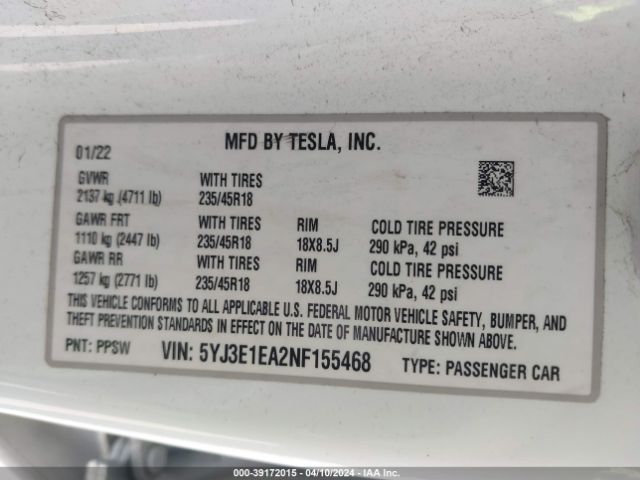 MFD BY TESLA, INC.
01/22
GVWR WITH TIRES
2137 kg (4711 lb) 235/45R18
GAWR FRT WITH TIRES RIM COLD TIRE PRESSURE
1110 kg (2447 lb) 235/45R18 18X8.5J 290 kPa, 42 psi
GAWR RR WITH TIRES RIM COLD TIRE PRESSURE
1257 kg (2771 lb) 235/45R18 18X8.5J 290 kPa, 42 psi
THIS VEHICLE CONFORMS TO ALL APPLICABLE U.S. FEDERAL MOTOR VEHICLE SAFETY, BUMPER, AND
THEFT PREVENTION STANDARDS IN EFFECT ON THE DATE OF MANUFACTURE SHOWN ABOVE.
PNT: PPSW VIN: 5YJ3E1EA2NF155468 TYPE: PASSENGER CAR
000-39172015 - 04/10/2024 - IAA Inc.